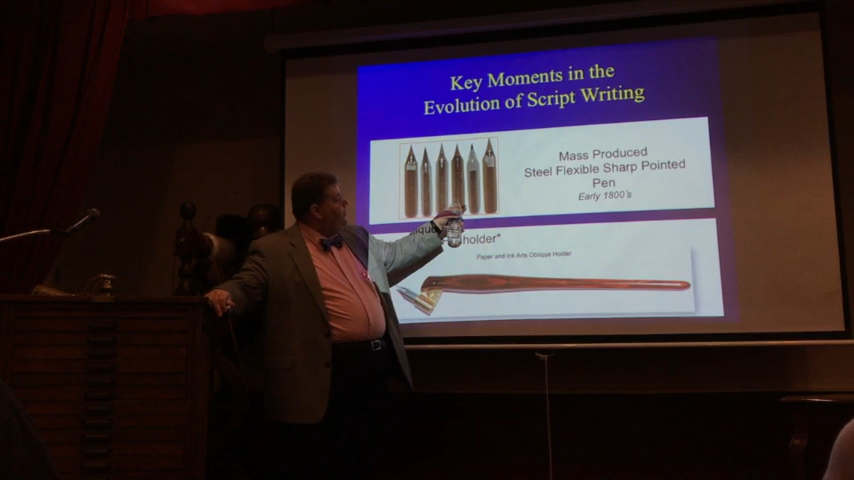 Key Moments in the
Evolution of Script Writing
Mass Produced
Steel Flexible Sharp Pointed
Pen
Early 1800's
holder*
Paper and Ink Arts Oblique Holder